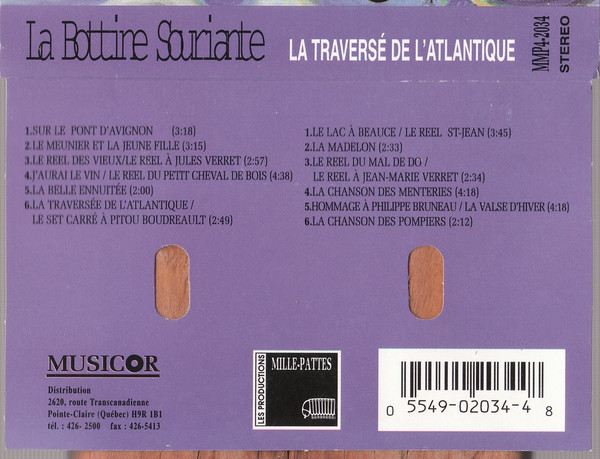 La Bottine Souriante
LA TRAVERSÉ DE L'ATLANTIQUE
MMP4-2034
STEREO
1.SUR LE PONT D'AVIGNON (3:18)
2.LE MEUNIER ET LA JEUNE FILLE (3:15)
3.LE REEL DES VIEUX/LE REEL À JULES VERRET (2:57)
4.J'AURAI LE VIN / LE REEL DU PETIT CHEVAL DE BOIS (4:38)
5.LA BELLE ENNUITÉE (2:00)
6.LA TRAVERSÉE DE L'ATLANTIQUE /
LE SET CARRÉ À PITOU BOUDREAULT (2:49)
1.LE LAC À BEAUCE / LE REEL ST-JEAN (3:45)
2.LA MADELON (2:33)
3.LE REEL DU MAL DE DO /
LE REEL À JEAN-MARIE VERRET (2:34)
4.LA CHANSON DES MENTERIES (4:18)
5.HOMMAGE À PHILIPPE BRUNEAU / LA VALSE D'HIVER (4:18)
6.LA CHANSON DES POMPIERS (2:12)
MUSICOR
Distribution
2620, route Transcanadienne
Pointe-Claire (Québec) H9R 1B1
tél. : 426- 2500 fax : 426-5413
LES PRODUCTIONS
MILLE-PATTES
0 5549-02034-4 8